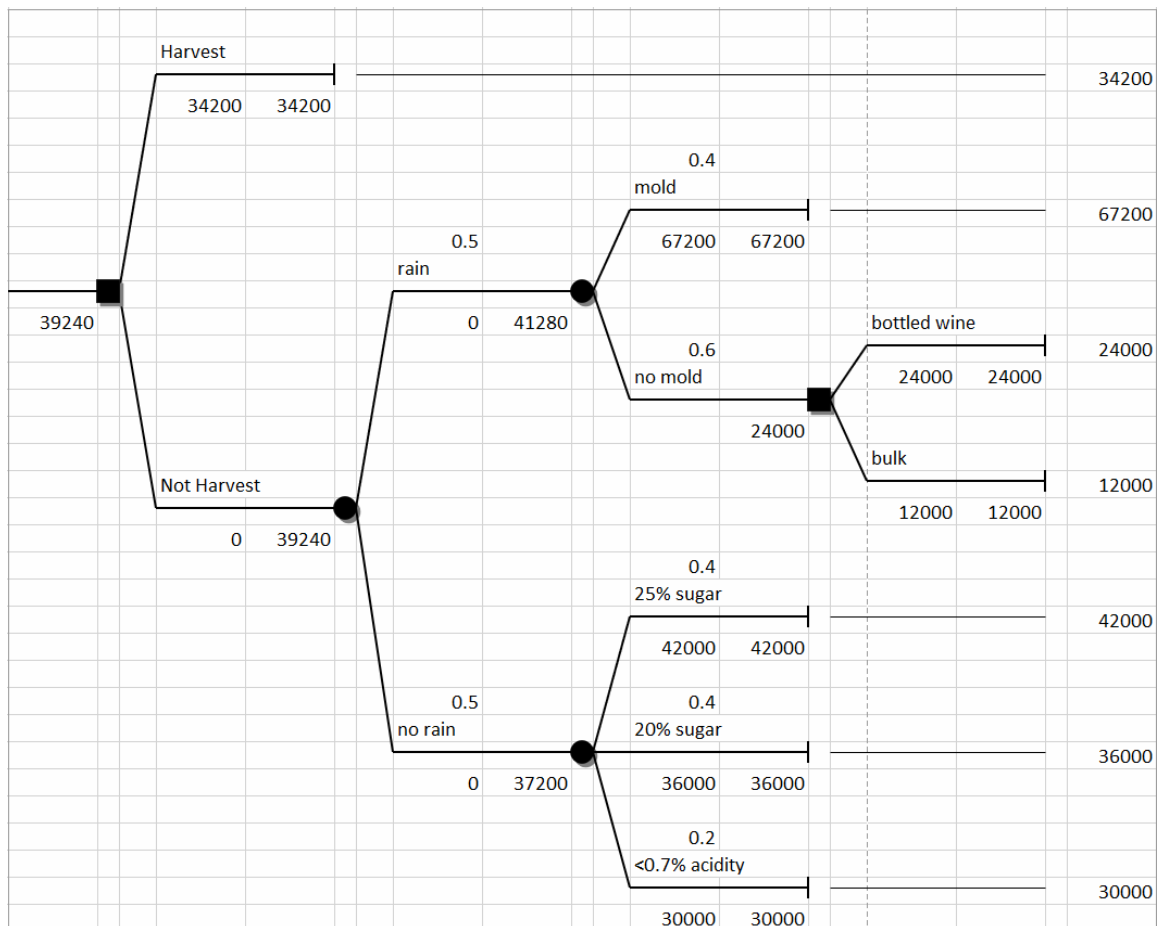 Harvest
34200 34200 34200
0.4
mold
67200 67200 67200
0.5
rain
0 41280
39240
bottled wine
24000 24000 24000
0.6
no mold
24000
bulk
12000 12000 12000
Not Harvest
0 39240
0.4
25% sugar
42000 42000 42000
0.5
no rain
0 37200
0.4
20% sugar
36000 36000 36000
0.2
<0.7% acidity
30000 30000 30000